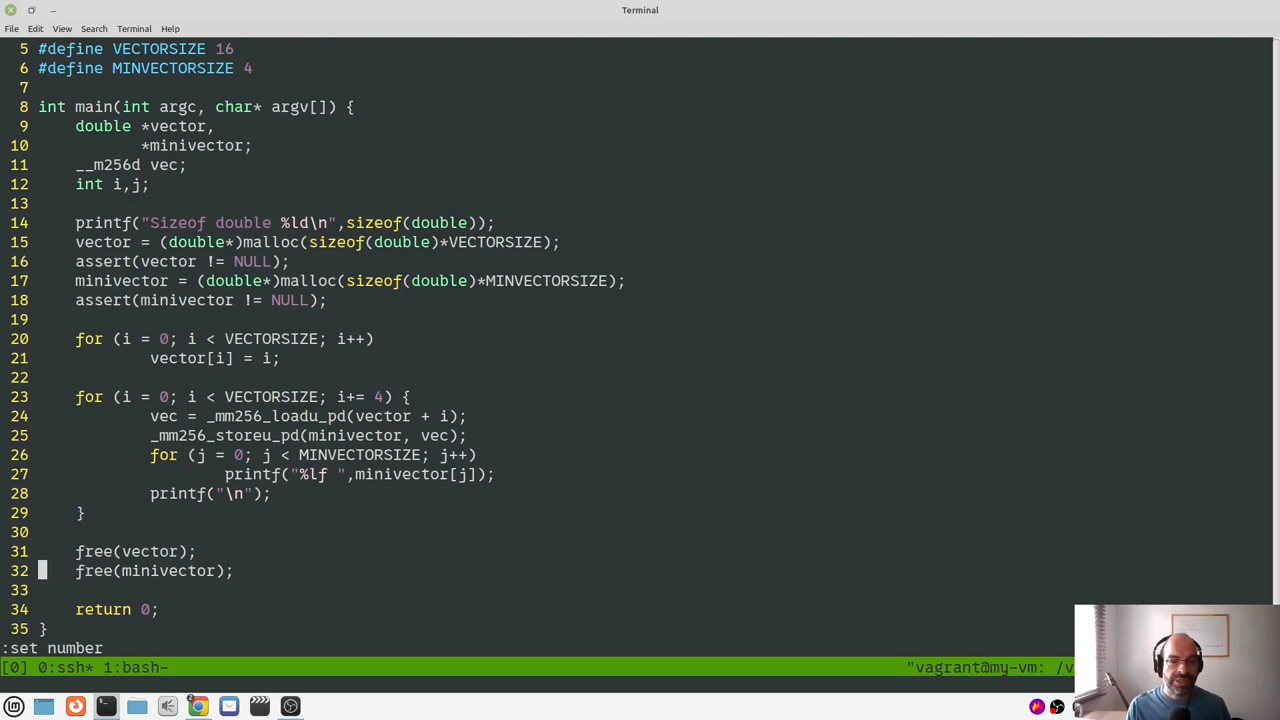 Terminal
File Edit View Search Terminal Help
5 #define VECTORSIZE 16
6 #define MINVECTORSIZE 4
7
8 int main(int argc, char* argv[]) {
9 double *vector,
10 *minivector;
11 __m256d vec;
12 int i,j;
13
14 printf("Sizeof double %ld\n",sizeof(double));
15 vector = (double*)malloc(sizeof(double)*VECTORSIZE);
16 assert(vector != NULL);
17 minivector = (double*)malloc(sizeof(double)*MINVECTORSIZE);
18 assert(minivector != NULL);
19
20 for (i = 0; i < VECTORSIZE; i++)
21 vector[i] = i;
22
23 for (i = 0; i < VECTORSIZE; i+= 4) {
24 vec = _mm256_loadu_pd(vector + i);
25 _mm256_storeu_pd(minivector, vec);
26 for (j = 0; j < MINVECTORSIZE; j++)
27 printf("%lf ",minivector[j]);
28 printf("\n");
29 }
30
31 free(vector);
32 free(minivector);
33
34 return 0;
35 }
:set number
[0] 0:ssh* 1:bash- "vagrant@my-vm: /v
2